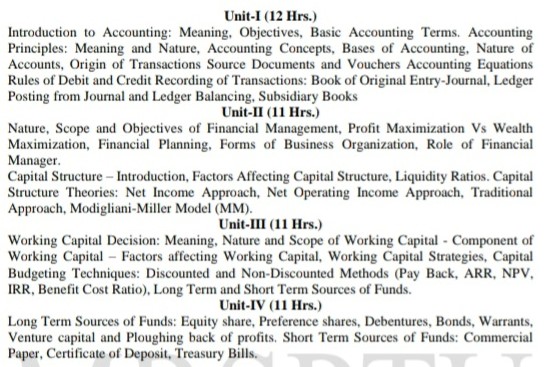 Unit-I (12 Hrs.)
Introduction to Accounting: Meaning, Objectives, Basic Accounting Terms. Accounting
Principles: Meaning and Nature, Accounting Concepts, Bases of Accounting, Nature of
Accounts, Origin of Transactions Source Documents and Vouchers Accounting Equations
Rules of Debit and Credit Recording of Transactions: Book of Original Entry-Journal, Ledger
Posting from Journal and Ledger Balancing, Subsidiary Books
Unit-II (11 Hrs.)
Nature, Scope and Objectives of Financial Management, Profit Maximization Vs Wealth
Maximization, Financial Planning, Forms of Business Organization, Role of Financial
Manager.
Capital Structure – Introduction, Factors Affecting Capital Structure, Liquidity Ratios. Capital
Structure Theories: Net Income Approach, Net Operating Income Approach, Traditional
Approach, Modigliani-Miller Model (MM).
Unit-III (11 Hrs.)
Working Capital Decision: Meaning, Nature and Scope of Working Capital - Component of
Working Capital – Factors affecting Working Capital, Working Capital Strategies, Capital
Budgeting Techniques: Discounted and Non-Discounted Methods (Pay Back, ARR, NPV,
IRR, Benefit Cost Ratio), Long Term and Short Term Sources of Funds.
Unit-IV (11 Hrs.)
Long Term Sources of Funds: Equity share, Preference shares, Debentures, Bonds, Warrants,
Venture capital and Ploughing back of profits. Short Term Sources of Funds: Commercial
Paper, Certificate of Deposit, Treasury Bills.